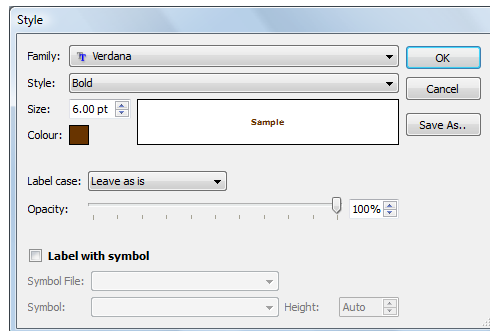 Style
Family: Verdana OK
Style: Bold Cancel
Size: 6.00 pt Sample Save As..
Colour:
Label case: Leave as is
Opacity: 100%
Label with symbol
Symbol File:
Symbol: Height: Auto